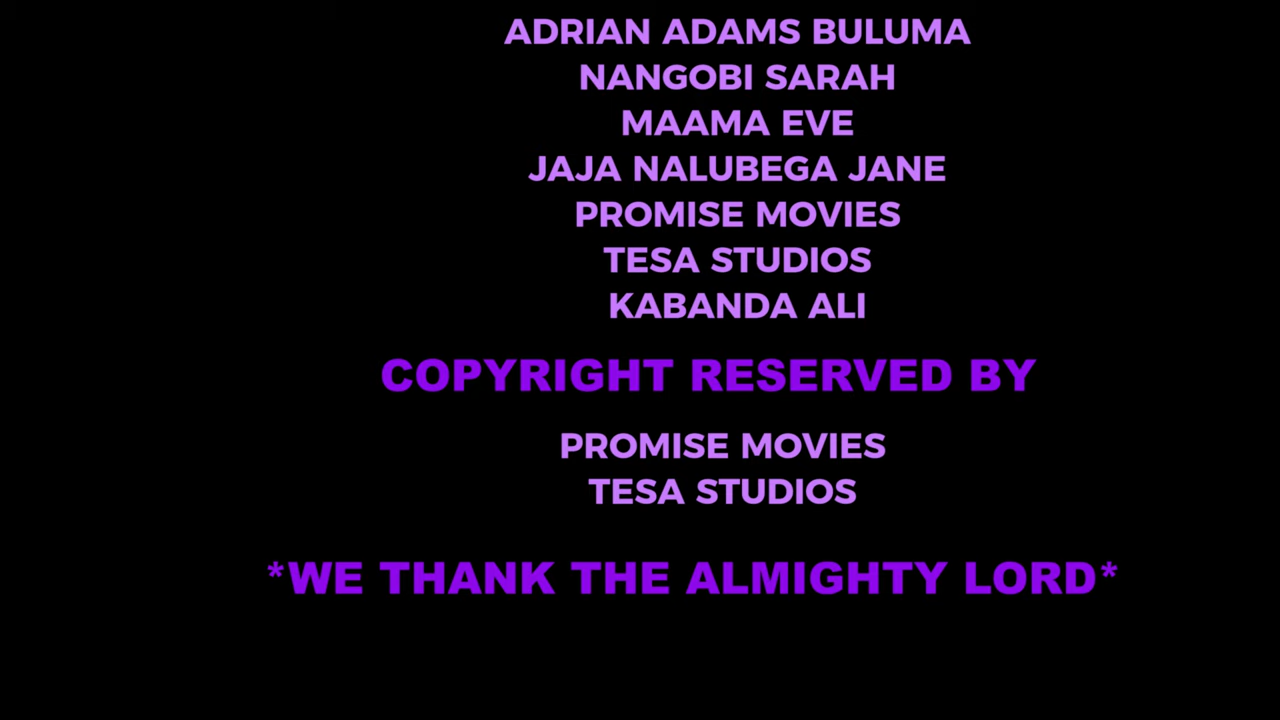 ADRIAN ADAMS BULUMA
NANGOBI SARAH
MAAMA EVE
JAJA NALUBEGA JANE
PROMISE MOVIES
TESA STUDIOS
KABANDA ALI
COPYRIGHT RESERVED BY
PROMISE MOVIES
TESA STUDIOS
*WE THANK THE ALMIGHTY LORD*